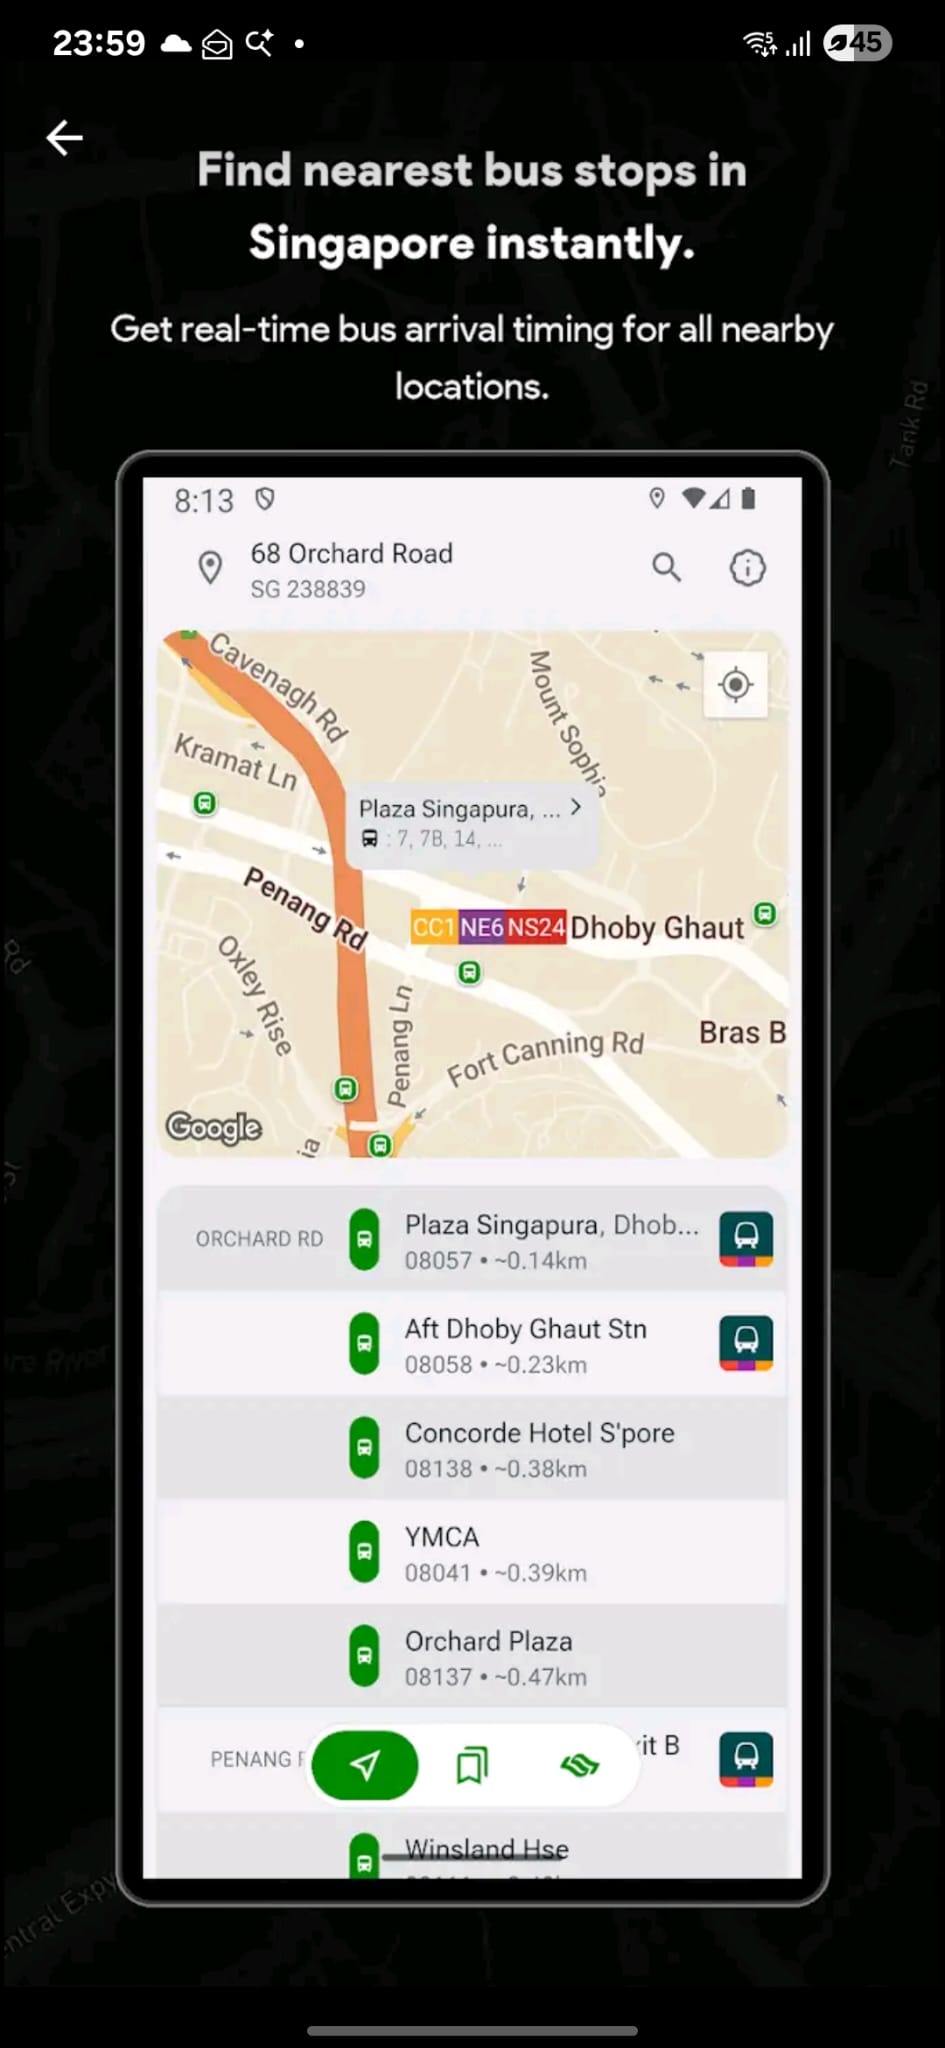 23:59
45
Find nearest bus stops in
Singapore instantly.
Get real-time bus arrival timing for all nearby
locations.
Tank Rd
8:13
68 Orchard Road
SG 238839
Cavenagh Rd
Mount Sophia
Kramat Ln
Plaza Singapura, ...
: 7, 7B, 14, ...
Penang Rd
CC1 NE6 NS24 Dhoby Ghaut
Oxley Rise
Penang Ln
Fort Canning Rd
Bras B
Google
ia
ORCHARD RD
Plaza Singapura, Dhob...
08057 • ~0.14km
Aft Dhoby Ghaut Stn
08058 • ~0.23km
Concorde Hotel S'pore
08138 • ~0.38km
YMCA
08041 • ~0.39km
Orchard Plaza
08137 • ~0.47km
PENANG
it B
Winsland Hse
ntral Expy